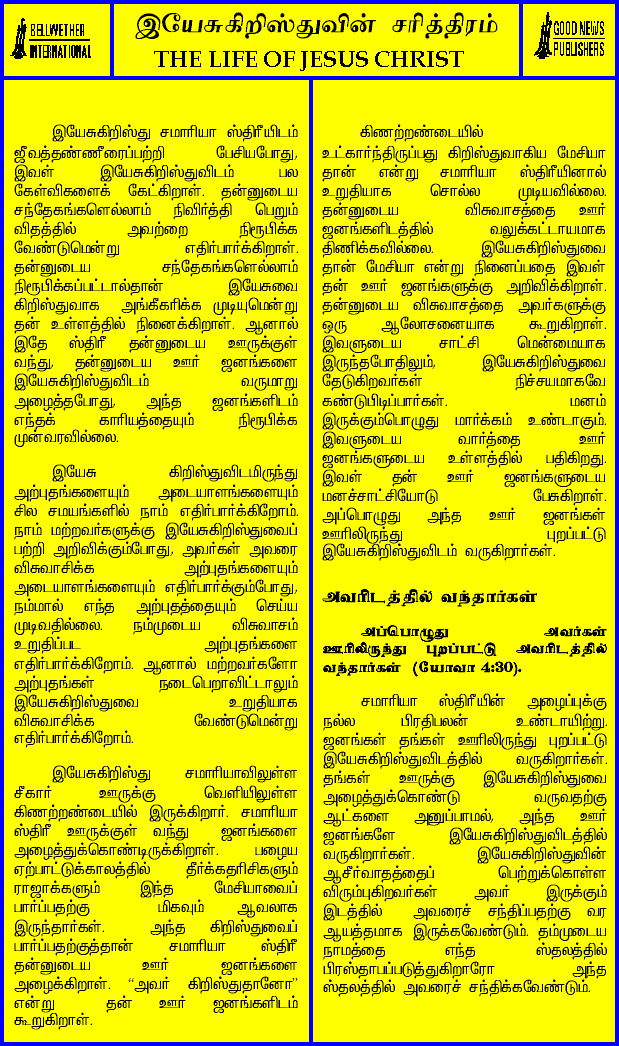 BELLWETHER
INTERNATIONAL
இயேசுகிறிஸ்துவின் சரித்திரம்
THE LIFE OF JESUS CHRIST
GOOD NEWS
PUBLISHERS
இயேசுகிறிஸ்து சமாரியா ஸ்திரீயிடம்
ஜீவத்தண்ணீரைப்பற்றி பேசியபோது,
இவள் இயேசுகிறிஸ்துவிடம் பல
கேள்விகளைக் கேட்கிறாள். தன்னுடைய
சந்தேகங்களெல்லாம் நிவிர்த்தி பெறும்
விதத்தில் அவற்றை நிரூபிக்க
வேண்டுமென்று எதிர்பார்க்கிறாள்.
தன்னுடைய சந்தேகங்களெல்லாம்
நிரூபிக்கப்பட்டால்தான் இயேசுவை
கிறிஸ்துவாக அங்கீகரிக்க முடியுமென்று
தன் உள்ளத்தில் நினைக்கிறாள். ஆனால்
இதே ஸ்திரீ தன்னுடைய ஊருக்குள்
வந்து, தன்னுடைய ஊர் ஜனங்களை
இயேசுகிறிஸ்துவிடம் வருமாறு
அழைத்தபோது, அந்த ஜனங்களிடம்
எந்தக் காரியத்தையும் நிரூபிக்க
முன்வரவில்லை.
இயேசு கிறிஸ்துவிடமிருந்து
அற்புதங்களையும் அடையாளங்களையும்
சில சமயங்களில் நாம் எதிர்பார்க்கிறோம்.
நாம் மற்றவர்களுக்கு இயேசுகிறிஸ்துவைப்
பற்றி அறிவிக்கும்போது, அவர்கள் அவரை
விசுவாசிக்க அற்புதங்களையும்
அடையாளங்களையும் எதிர்பார்க்கும்போது,
நம்மால் எந்த அற்புதத்தையும் செய்ய
முடிவதில்லை. நம்முடைய விசுவாசம்
உறுதிப்பட அற்புதங்களை
எதிர்பார்க்கிறோம். ஆனால் மற்றவர்களோ
அற்புதங்கள் நடைபெறாவிட்டாலும்
இயேசுகிறிஸ்துவை உறுதியாக
விசுவாசிக்க வேண்டுமென்று
எதிர்பார்க்கிறோம்.
இயேசுகிறிஸ்து சமாரியாவிலுள்ள
சீகார் ஊருக்கு வெளியிலுள்ள
கிணற்றண்டையில் இருக்கிறார். சமாரியா
ஸ்திரீ ஊருக்குள் வந்து ஜனங்களை
அழைத்துக்கொண்டிருக்கிறாள். பழைய
ஏற்பாட்டுக்காலத்தில் தீர்க்கதரிசிகளும்
ராஜாக்களும் இந்த மேசியாவைப்
பார்ப்பதற்கு மிகவும் ஆவலாக
இருந்தார்கள். அந்த கிறிஸ்துவைப்
பார்ப்பதற்குத்தான் சமாரியா ஸ்திரீ
தன்னுடைய ஊர் ஜனங்களை
அழைக்கிறாள். “அவர் கிறிஸ்துதானோ”
என்று தன் ஊர் ஜனங்களிடம்
கூறுகிறாள்.
கிணற்றண்டையில்
உட்கார்ந்திருப்பது கிறிஸ்துவாகிய மேசியா
தான் என்று சமாரியா ஸ்திரீயினால்
உறுதியாக சொல்ல முடியவில்லை.
தன்னுடைய விசுவாசத்தை ஊர்
ஜனங்களிடத்தில் வலுக்கட்டாயமாக
திணிக்கவில்லை. இயேசுகிறிஸ்துவை
தான் மேசியா என்று நினைப்பதை இவள்
தன் ஊர் ஜனங்களுக்கு அறிவிக்கிறாள்.
தன்னுடைய விசுவாசத்தை அவர்களுக்கு
ஒரு ஆலோசனையாக கூறுகிறாள்.
இவளுடைய சாட்சி மென்மையாக
இருந்தபோதிலும், இயேசுகிறிஸ்துவை
தேடுகிறவர்கள் நிச்சயமாகவே
கண்டுபிடிப்பார்கள். மனம்
இருக்கும்பொழுது மார்க்கம் உண்டாகும்.
இவளுடைய வார்த்தை ஊர்
ஜனங்களுடைய உள்ளத்தில் பதிகிறது.
இவள் தன் ஊர் ஜனங்களுடைய
மனச்சாட்சியோடு பேசுகிறாள்.
அப்பொழுது அந்த ஊர் ஜனங்கள்
ஊரிலிருந்து புறப்பட்டு
இயேசுகிறிஸ்துவிடம் வருகிறார்கள்.
அவரிடத்தில் வந்தார்கள்
அப்பொழுது அவர்கள்
ஊரிலிருந்து புறப்பட்டு அவரிடத்தில்
வந்தார்கள் (யோவா 4:30).
சமாரியா ஸ்திரீயின் அழைப்புக்கு
நல்ல பிரதிபலன் உண்டாயிற்று.
ஜனங்கள் தங்கள் ஊரிலிருந்து புறப்பட்டு
இயேசுகிறிஸ்துவிடத்தில் வருகிறார்கள்.
தங்கள் ஊருக்கு இயேசுகிறிஸ்துவை
அழைத்துக்கொண்டு வருவதற்கு
ஆட்களை அனுப்பாமல், அந்த ஊர்
ஜனங்களே இயேசுகிறிஸ்துவிடத்தில்
வருகிறார்கள். இயேசுகிறிஸ்துவின்
ஆசீர்வாதத்தைப் பெற்றுக்கொள்ள
விரும்புகிறவர்கள் அவர் இருக்கும்
இடத்தில் அவரைச் சந்திப்பதற்கு வர
ஆயத்தமாக இருக்கவேண்டும். தம்முடைய
நாமத்தை எந்த ஸ்தலத்தில்
பிரஸ்தாபப்படுத்துகிறாரோ அந்த
ஸ்தலத்தில் அவரைச் சந்திக்கவேண்டும்.